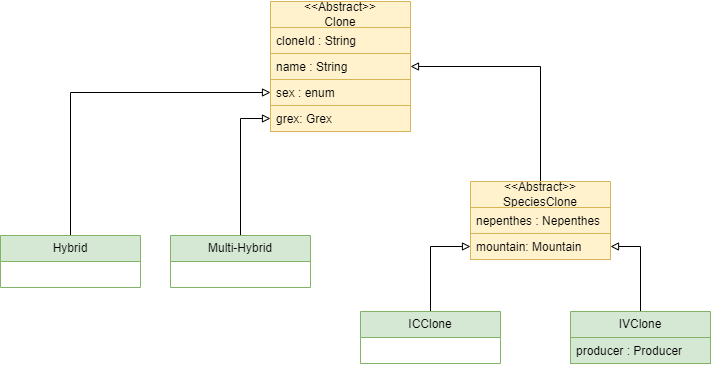 <<Abstract>>
Clone
cloneId : String
name : String
sex : enum
grex: Grex
<<Abstract>>
SpeciesClone
nepenthes : Nepenthes
mountain: Mountain
Hybrid
Multi-Hybrid
ICClone
IVClone
producer : Producer